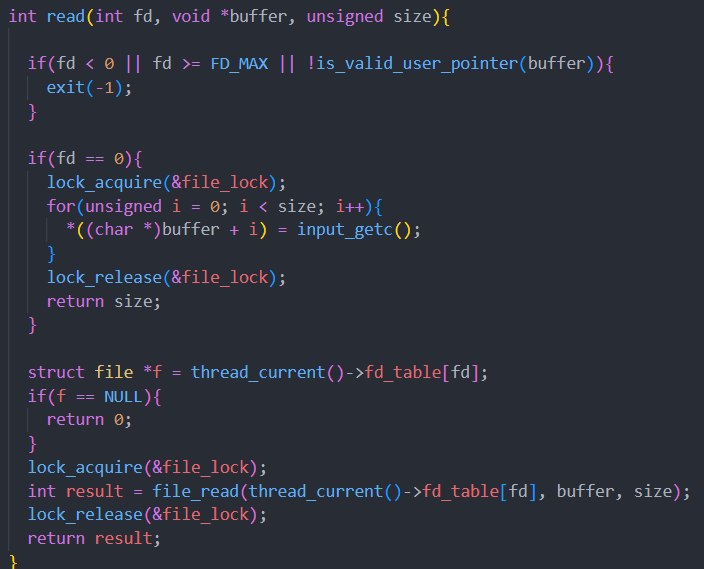 int read(int fd, void *buffer, unsigned size){
if(fd < 0 || fd >= FD_MAX || !is_valid_user_pointer(buffer)){
exit(-1);
}
if(fd == 0){
lock_acquire(&file_lock);
for(unsigned i = 0; i < size; i++){
*((char *)buffer + i) = input_getc();
}
lock_release(&file_lock);
return size;
}
struct file *f = thread_current()->fd_table[fd];
if(f == NULL){
return 0;
}
lock_acquire(&file_lock);
int result = file_read(thread_current()->fd_table[fd], buffer, size);
lock_release(&file_lock);
return result;
}